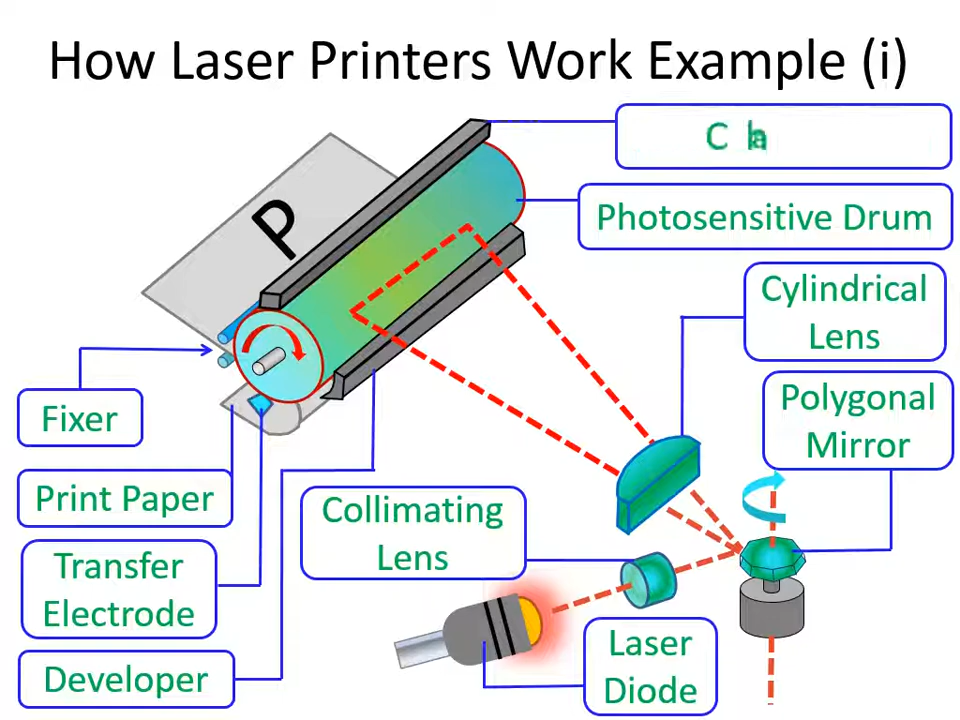 How Laser Printers Work Example (i)
P
Photosensitive Drum
Cylindrical
Lens
Polygonal
Mirror
Fixer
Print Paper
Collimating
Lens
Transfer
Electrode
Laser
Diode
Developer